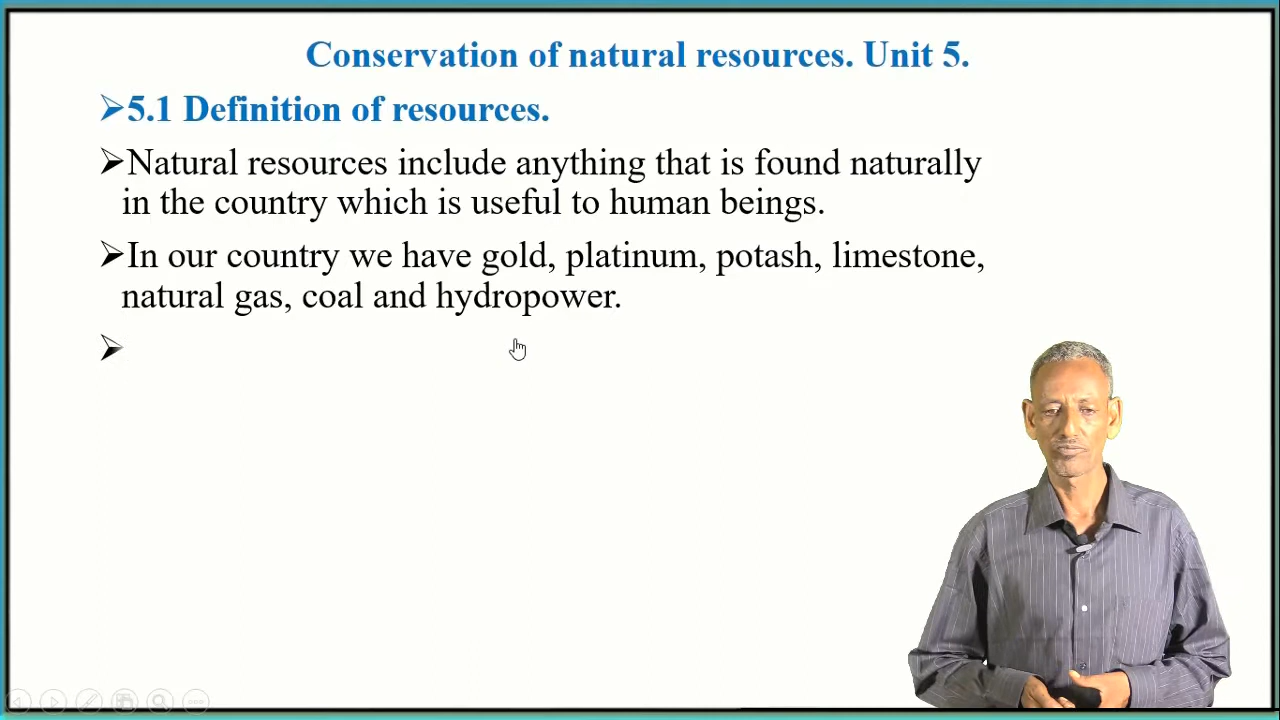 Conservation of natural resources. Unit 5.
➢5.1 Definition of resources.
➢Natural resources include anything that is found naturally
in the country which is useful to human beings.
➢In our country we have gold, platinum, potash, limestone,
natural gas, coal and hydropower.
➢